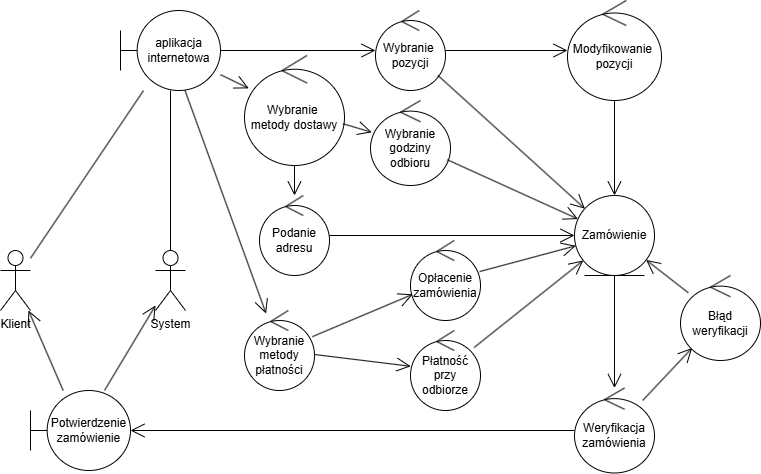 aplikacja
internetowa
Wybranie
pozycji
Modyfikowanie
pozycji
Wybranie
metody dostawy
Wybranie
godziny
odbioru
Podanie
adresu
Zamówienie
Opłacenie
zamówienia
Klient
System
Wybranie
metody
płatności
Płatność
przy
odbiorze
Błąd
weryfikacji
Potwierdzenie
zamówienie
Weryfikacja
zamówienia